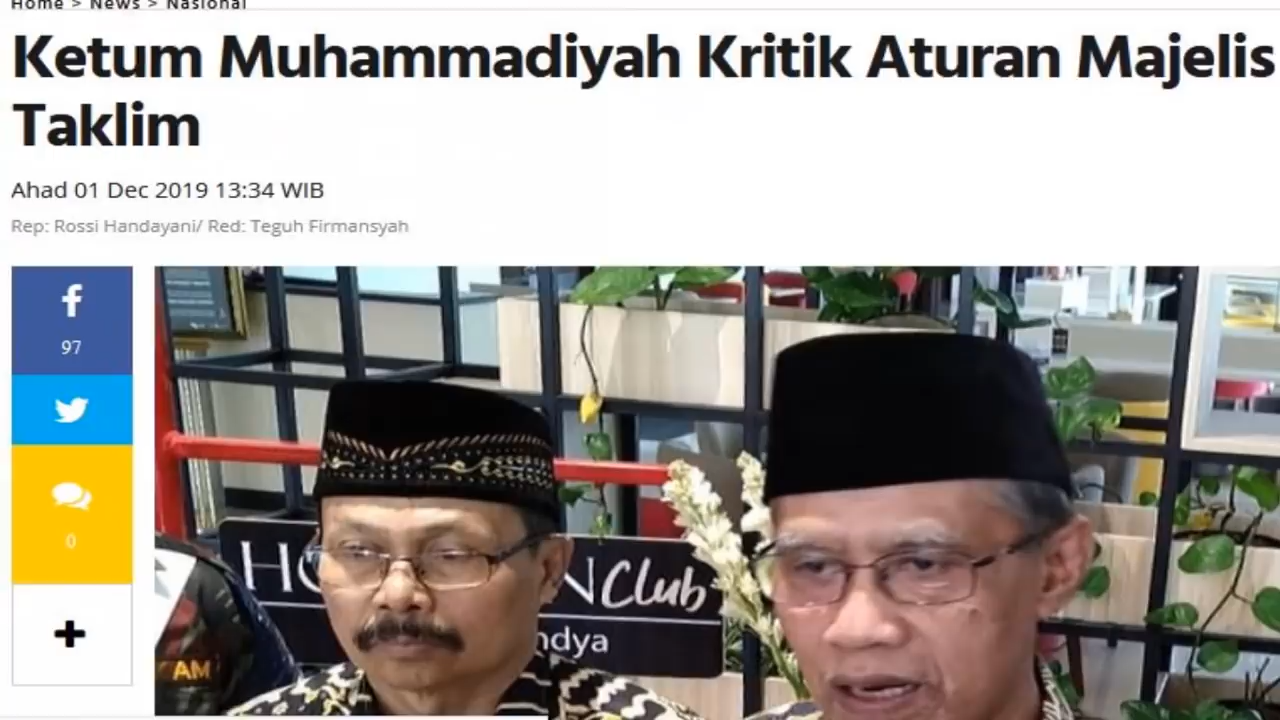 Home > News > Nasional
Ketum Muhammadiyah Kritik Aturan Majelis
Taklim
Ahad 01 Dec 2019 13:34 WIB
Rep: Rossi Handayani/ Red: Teguh Firmansyah
97
0
Club
AM